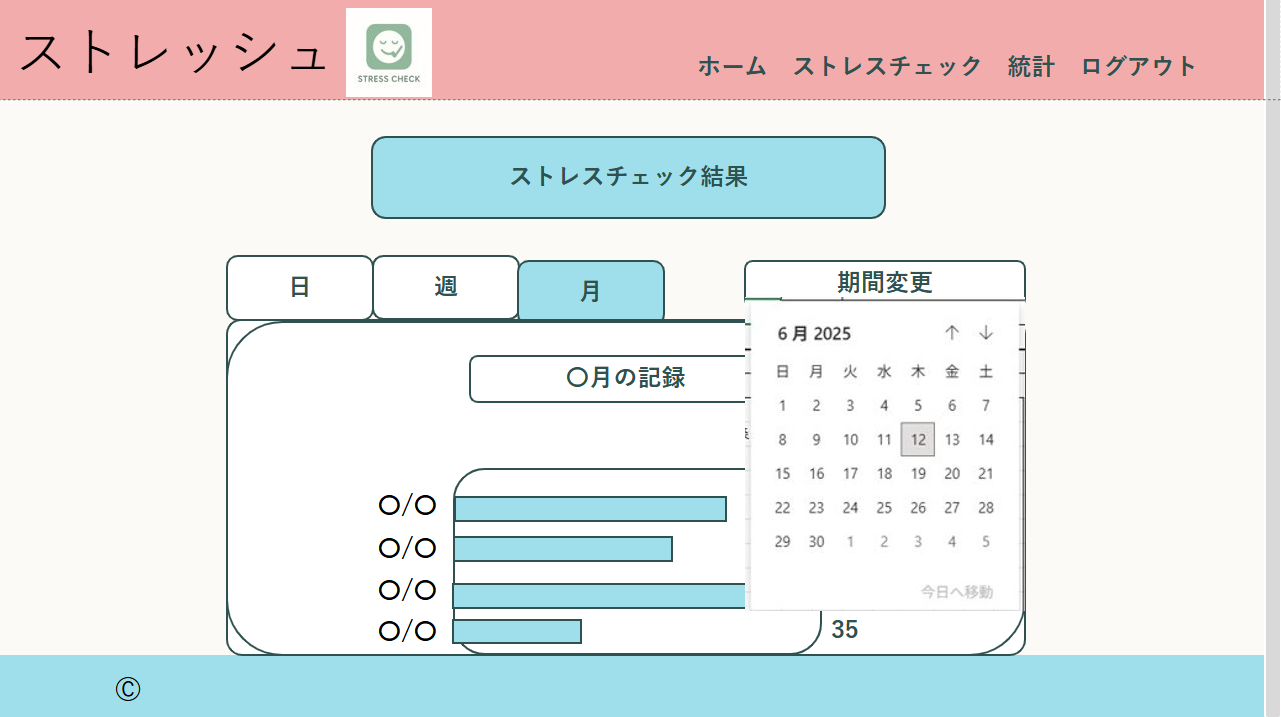 ストレッシュ
STRESS CHECK
ホーム ストレスチェック 統計 ログアウト
ストレスチェック結果
日 週 月 期間変更
6 月 2025
日 月 火 水 木 金 土
1 2 3 4 5 6 7
8 9 10 11 12 13 14
15 16 17 18 19 20 21
22 23 24 25 26 27 28
29 30 1 2 3 4 5
今日へ移動
〇月の記録
〇/〇
〇/〇
〇/〇
〇/〇 35
Ⓒ